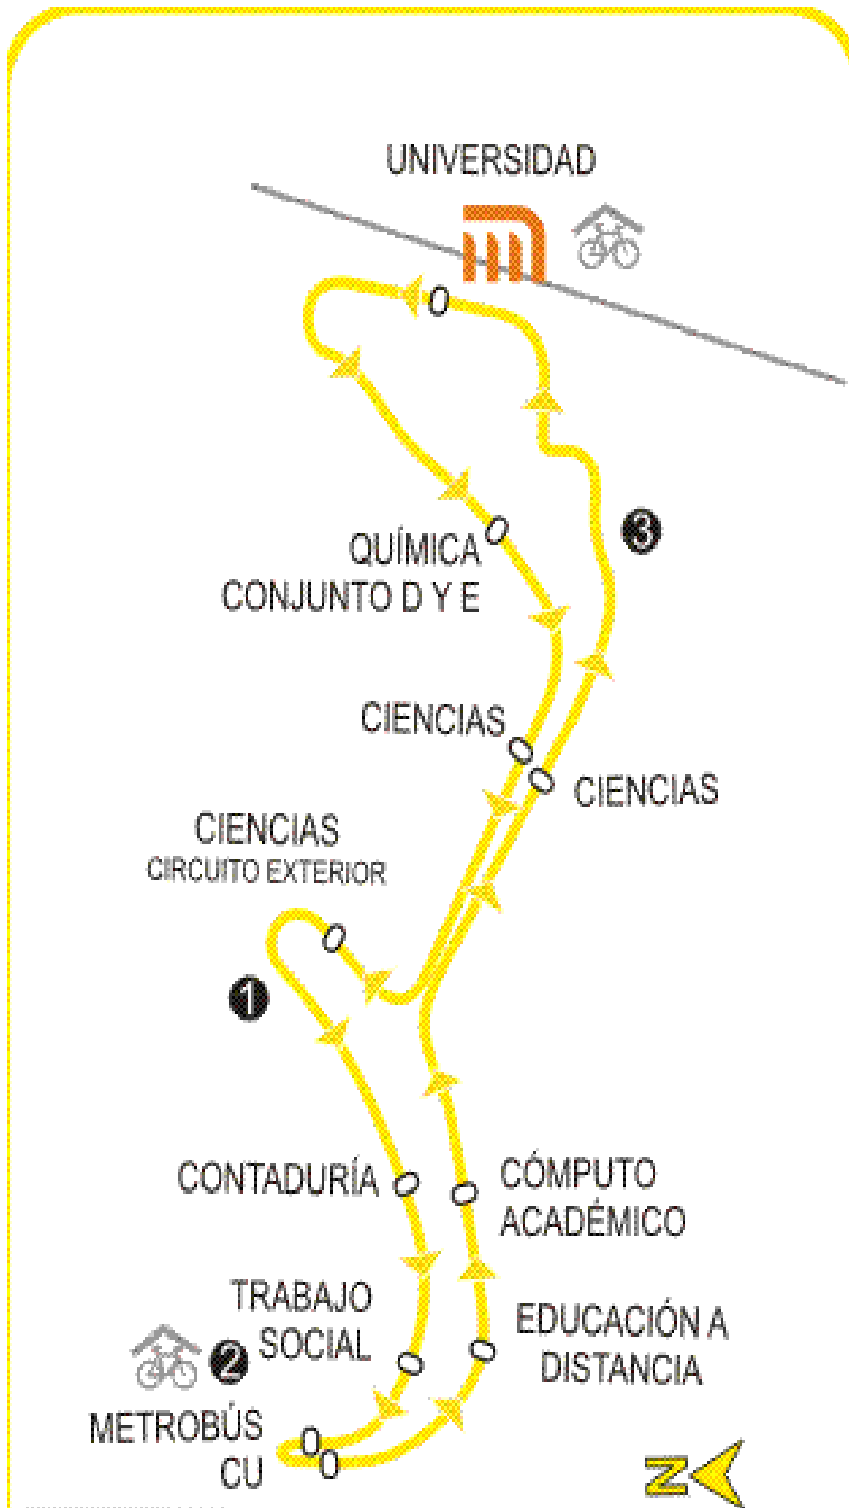 UNIVERSIDAD
3
QUÍMICA
CONJUNTO D Y E
CIENCIAS
CIENCIAS
CIENCIAS
CIRCUITO EXTERIOR
1
CONTADURÍA
CÓMPUTO
ACADÉMICO
TRABAJO
SOCIAL
2
EDUCACIÓN A
DISTANCIA
METROBÚS
CU
N